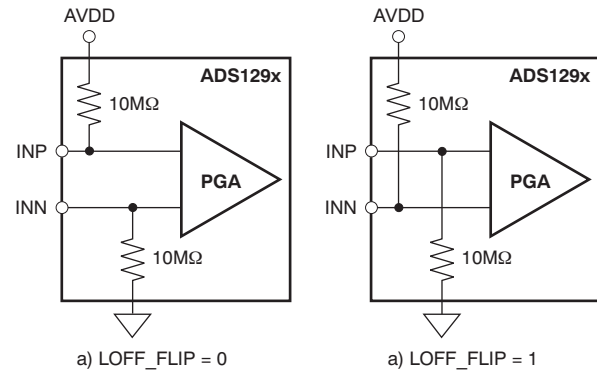 AVDD
ADS129x
10MΩ
INP
PGA
INN
10MΩ
a) LOFF_FLIP = 0
AVDD
ADS129x
10MΩ
INP
PGA
INN
10MΩ
a) LOFF_FLIP = 1